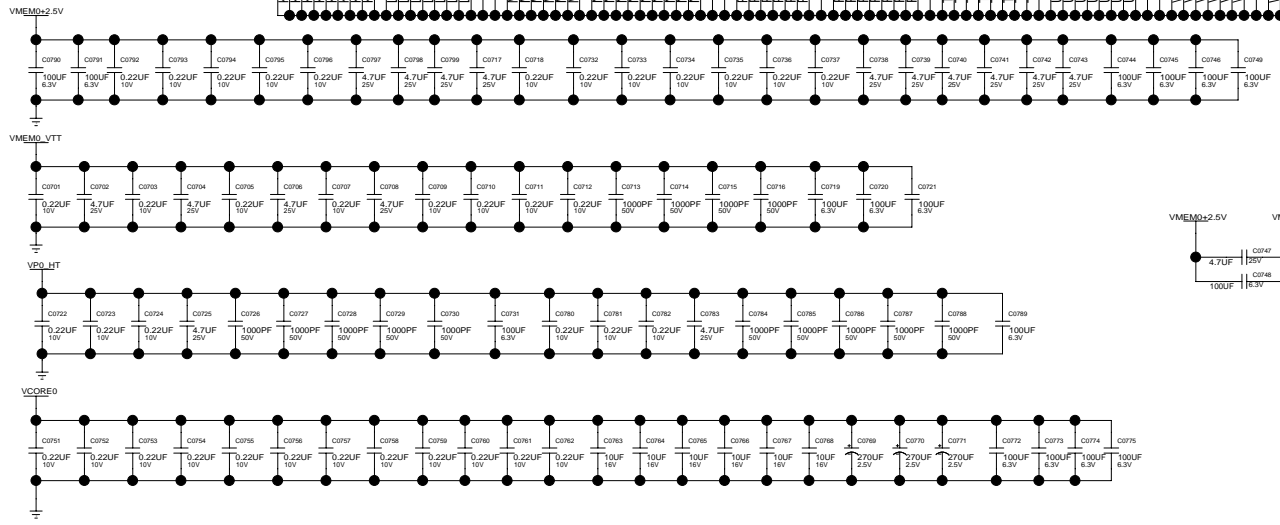 VMEM0+2.5V
C0790 C0791 C0792 C0793 C0794 C0795 C0796 C0797 C0798 C0799 C0717 C0718 C0732 C0733 C0734 C0735 C0736 C0737 C0738 C0739 C0740 C0741 C0742 C0743 C0744 C0745 C0746 C0749
100UF 100UF 0.22UF 0.22UF 0.22UF 0.22UF 0.22UF 4.7UF 4.7UF 4.7UF 4.7UF 0.22UF 0.22UF 0.22UF 0.22UF 0.22UF 0.22UF 0.22UF 4.7UF 4.7UF 4.7UF 4.7UF 4.7UF 4.7UF 100UF 100UF 100UF 100UF
6.3V 6.3V 10V 10V 10V 10V 10V 25V 25V 25V 25V 10V 10V 10V 10V 10V 10V 10V 25V 25V 25V 25V 25V 25V 6.3V 6.3V 6.3V 6.3V
VMEM0_VTT
C0701 C0702 C0703 C0704 C0705 C0706 C0707 C0708 C0709 C0710 C0711 C0712 C0713 C0714 C0715 C0716 C0719 C0720 C0721
0.22UF 4.7UF 0.22UF 4.7UF 0.22UF 4.7UF 0.22UF 4.7UF 0.22UF 0.22UF 0.22UF 0.22UF 1000PF 1000PF 1000PF 1000PF 100UF 100UF 100UF
10V 25V 10V 25V 10V 25V 10V 25V 10V 10V 10V 10V 50V 50V 50V 50V 6.3V 6.3V 6.3V
VMEM0+2.5V
4.7UF C0747 25V
100UF C0748 6.3V
VP0_HT
C0722 C0723 C0724 C0725 C0726 C0727 C0728 C0729 C0730 C0731 C0780 C0781 C0782 C0783 C0784 C0785 C0786 C0787 C0788 C0789
0.22UF 0.22UF 0.22UF 4.7UF 1000PF 1000PF 1000PF 1000PF 1000PF 100UF 0.22UF 0.22UF 0.22UF 4.7UF 1000PF 1000PF 1000PF 1000PF 1000PF 100UF
10V 10V 10V 25V 50V 50V 50V 50V 50V 6.3V 10V 10V 10V 25V 50V 50V 50V 50V 50V 6.3V
VCORE0
C0751 C0752 C0753 C0754 C0755 C0756 C0757 C0758 C0759 C0760 C0761 C0762 C0763 C0764 C0765 C0766 C0767 C0768 C0769 C0770 C0771 C0772 C0773 C0774 C0775
0.22UF 0.22UF 0.22UF 0.22UF 0.22UF 0.22UF 0.22UF 0.22UF 0.22UF 0.22UF 0.22UF 0.22UF 10UF 10UF 10UF 10UF 10UF 10UF 270UF 270UF 270UF 100UF 100UF 100UF 100UF
10V 10V 10V 10V 10V 10V 10V 10V 10V 10V 10V 10V 16V 16V 16V 16V 16V 16V 2.5V 2.5V 2.5V 6.3V 6.3V 6.3V 6.3V